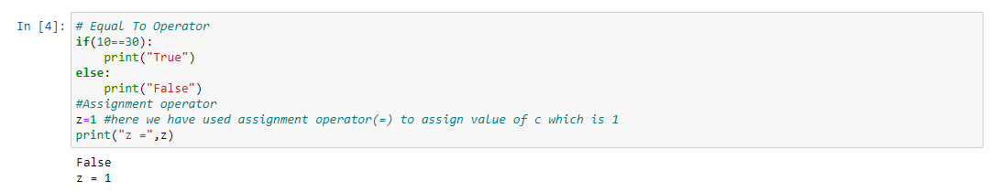 In [4]: # Equal To Operator
if(10==30):
    print("True")
else:
    print("False")
#Assignment operator
z=1 #here we have used assignment operator(=) to assign value of c which is 1
print("z =",z)
False
z = 1